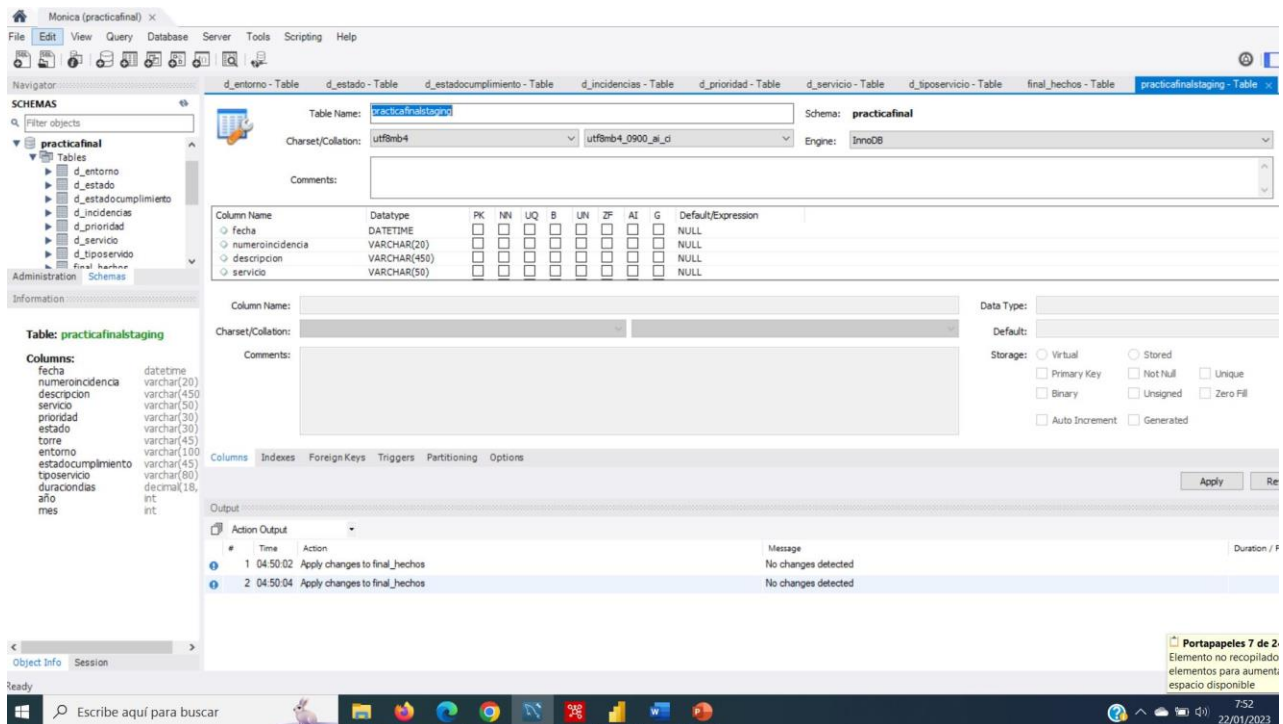 Monica (practicafinal) ×
File Edit View Query Database Server Tools Scripting Help
Navigator
d_entorno - Table d_estado - Table d_estadocumplimiento - Table d_incidencias - Table d_prioridad - Table d_servicio - Table d_tiposervicio - Table final_hechos - Table practicafinalstaging - Table ×
SCHEMAS
Filter objects
practicafinal
Tables
d_entorno
d_estado
d_estadocumplimiento
d_incidencias
d_prioridad
d_servicio
d_tiposervido
final_hechos
Administration Schemas
Information
Table: practicafinalstaging
Columns:
fecha datetime
numeroincidencia varchar(20)
descripcion varchar(450
servicio varchar(50)
prioridad varchar(30)
estado varchar(30)
torre varchar(45)
entorno varchar(100
estadocumplimiento varchar(45)
tiposervicio varchar(80)
duraciondias decimal(18,
año int
mes int
Object Info Session
Ready
Table Name: practicafinalstaging Schema: practicafinal
Charset/Collation: utf8mb4 utf8mb4_0900_ai_ci Engine: InnoDB
Comments:
Column Name Datatype PK NN UQ B UN ZF AI G Default/Expression
fecha DATETIME NULL
numeroincidencia VARCHAR(20) NULL
descripcion VARCHAR(450) NULL
servicio VARCHAR(50) NULL
Column Name: Data Type:
Charset/Collation: Default:
Comments: Storage: Virtual Stored
Primary Key Not Null Unique
Binary Unsigned Zero Fill
Auto Increment Generated
Columns Indexes Foreign Keys Triggers Partitioning Options
Apply Re
Output
Action Output
# Time Action Message Duration / F
1 04:50:02 Apply changes to final_hechos No changes detected
2 04:50:04 Apply changes to final_hechos No changes detected
Portapapeles 7 de 24
Elemento no recopilado
elementos para aumenta
espacio disponible
Escribe aquí para buscar
7:52
22/01/2023